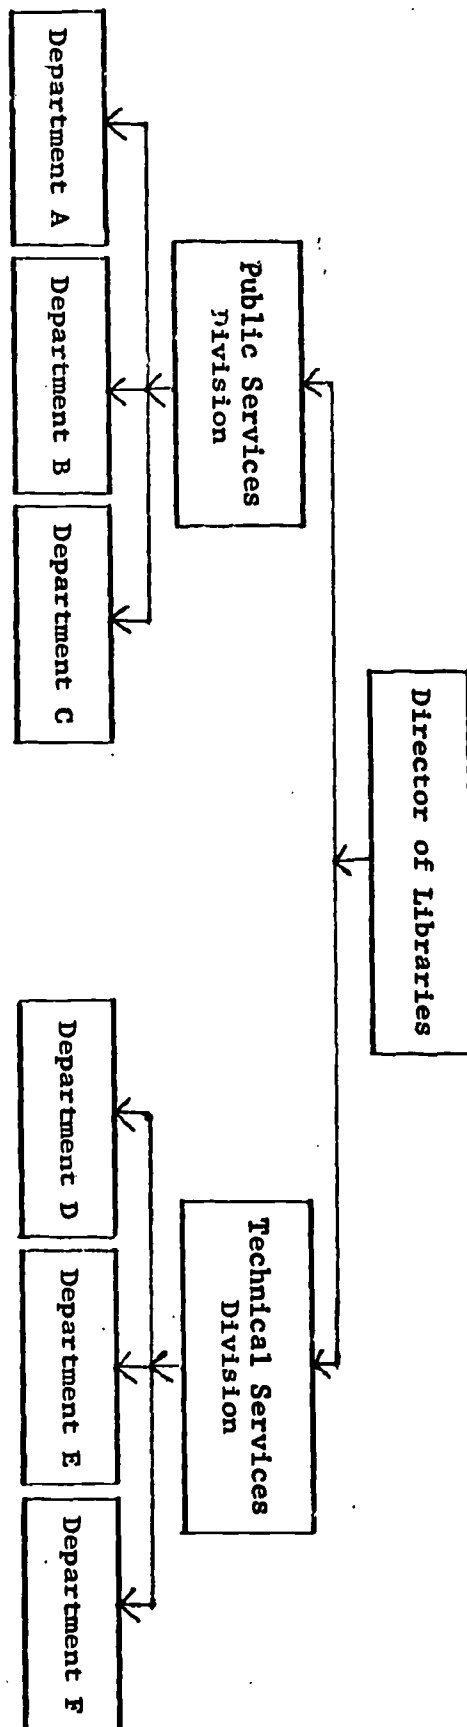 Director of Libraries
Public Services
Division
Technical Services
Division
Department A
Department B
Department C
Department D
Department E
Department F